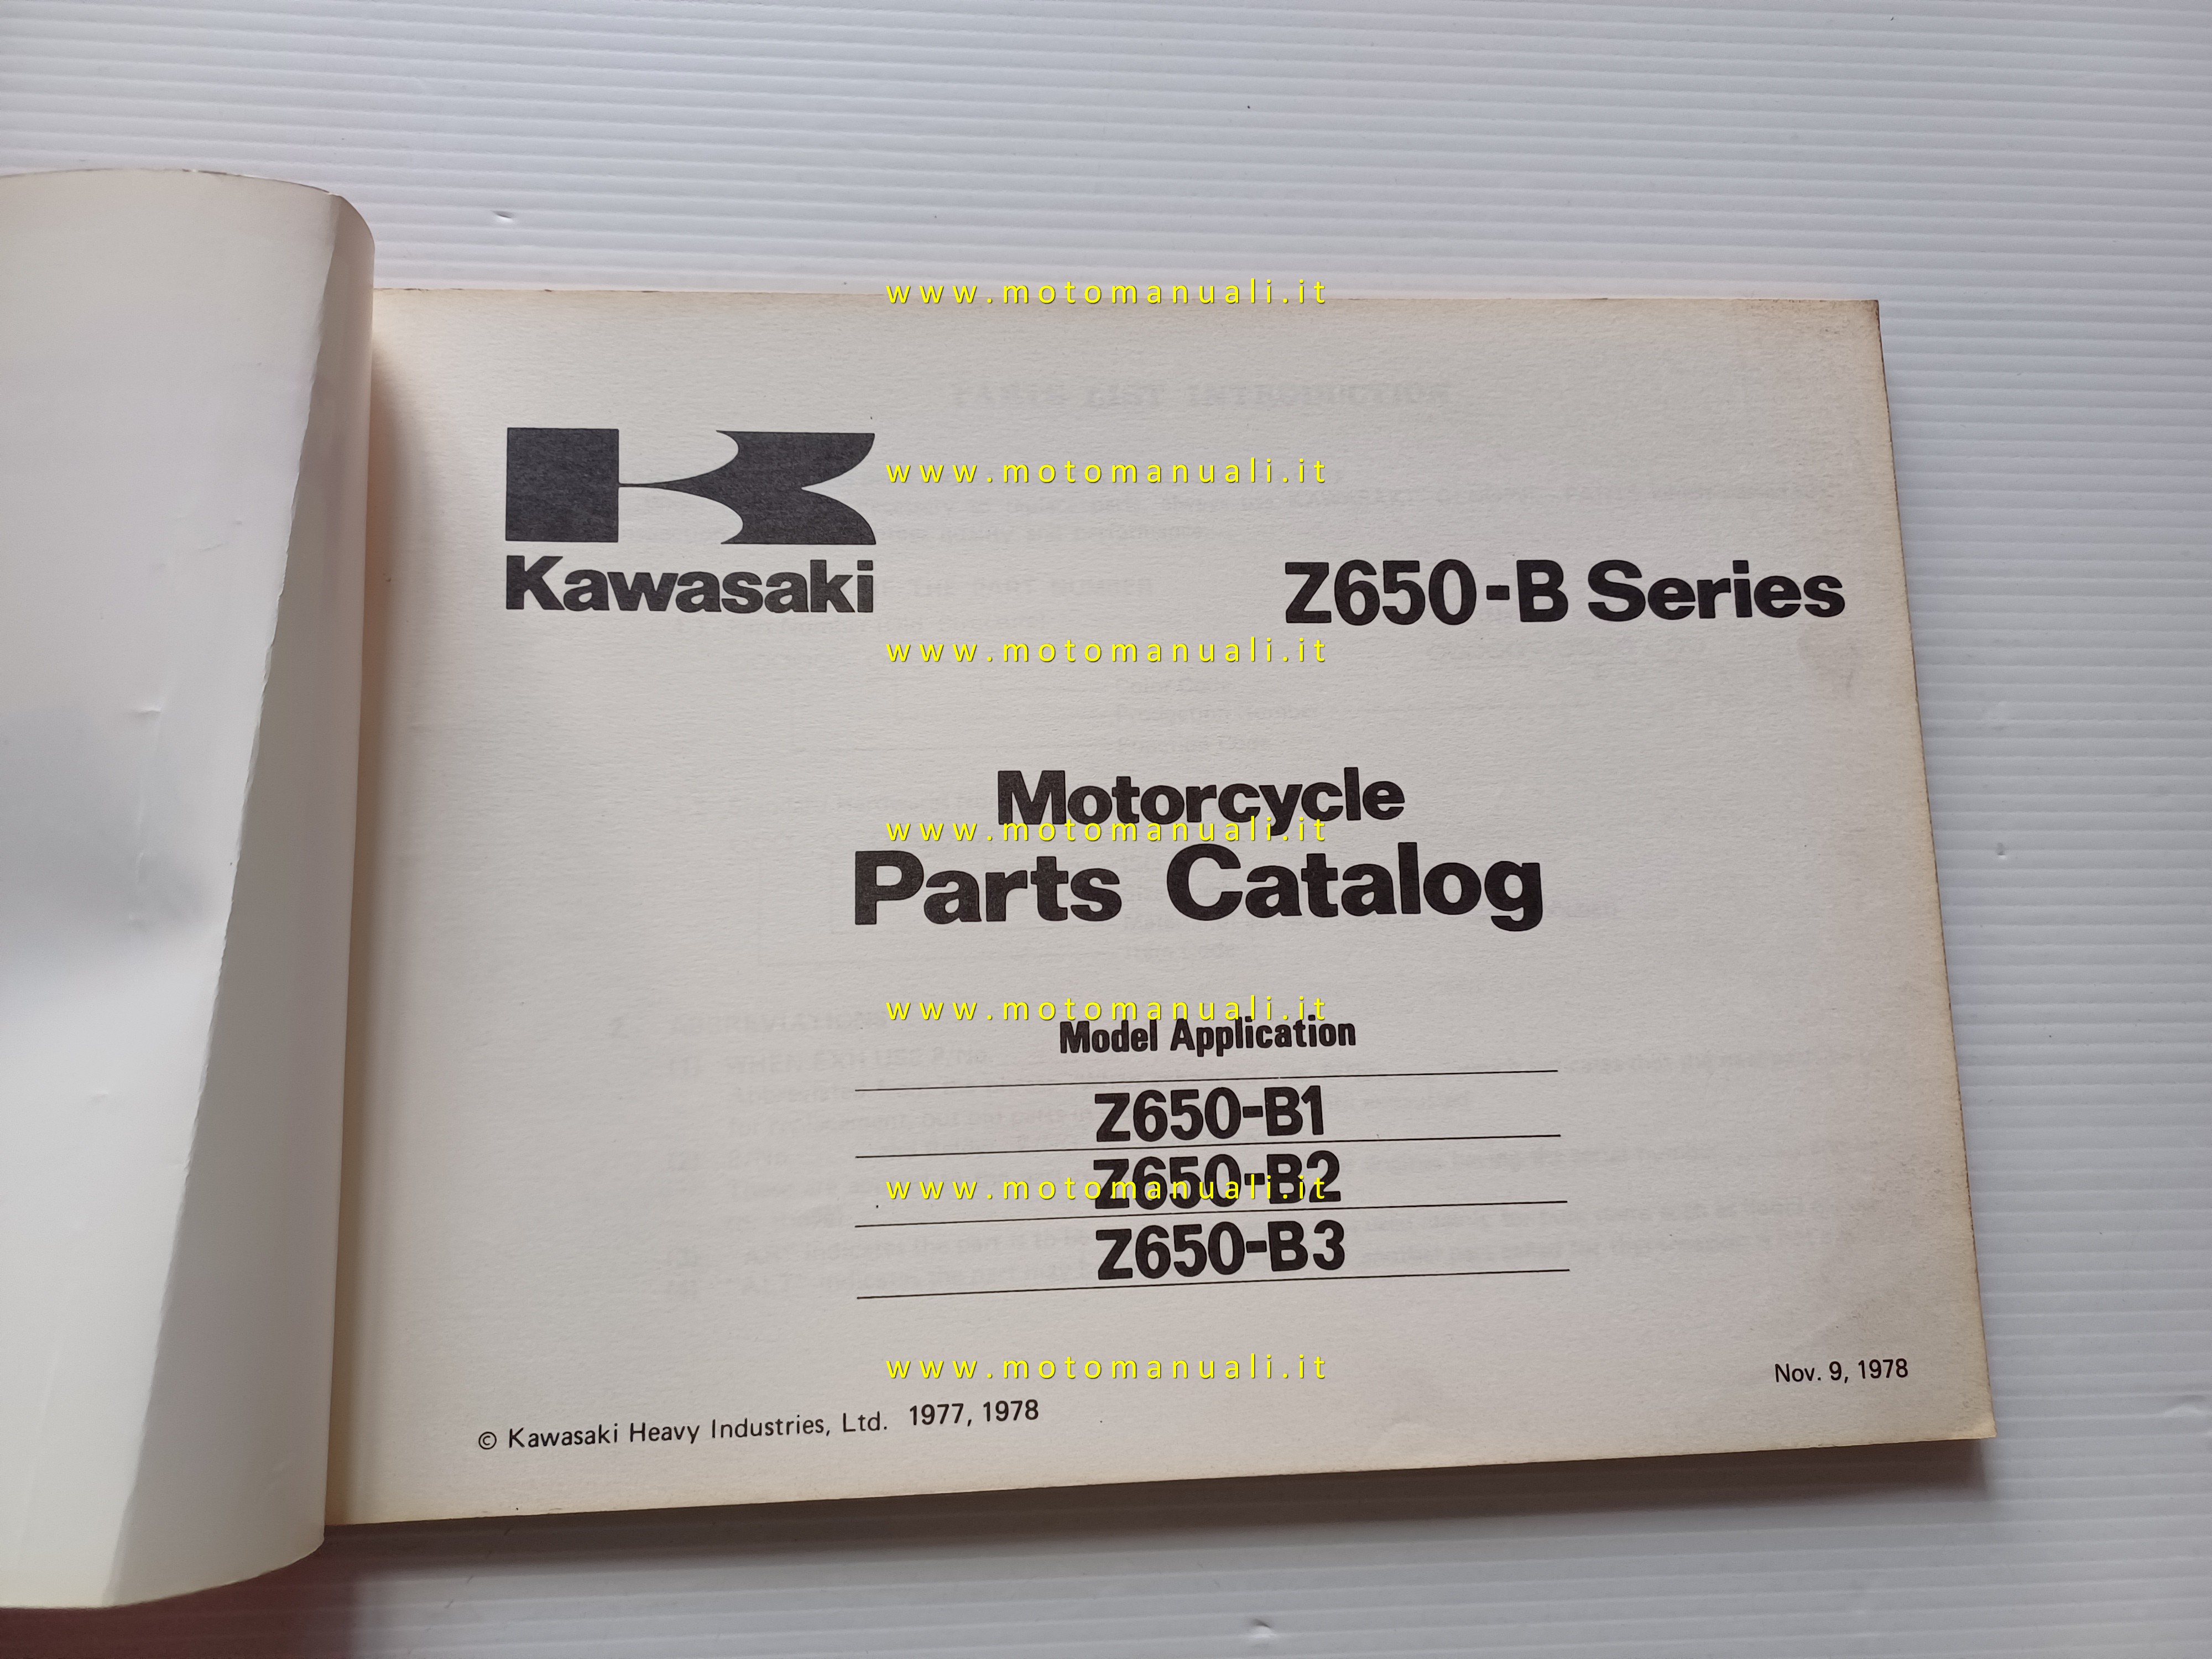 www.motomanuali.it
www.motomanuali.it
Kawasaki
Z650-B Series
www.motomanuali.it
Motorcycle
www.motomanuali.it
Parts Catalog
www.motomanuali.it
Model Application
Z650-B1
Z650-B2
www.motomanuali.it
Z650-B3
www.motomanuali.it
Nov. 9, 1978
© Kawasaki Heavy Industries, Ltd. 1977, 1978